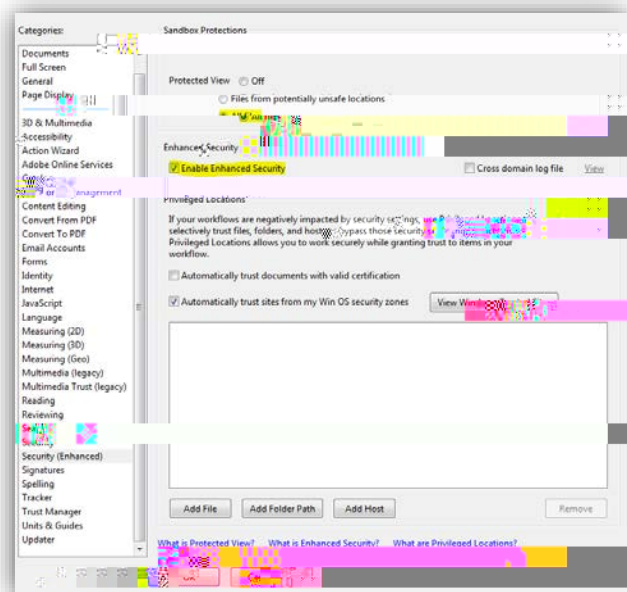 Categories:
Documents
Full Screen
General
Page Display
3D & Multimedia
Accessibility
Action Wizard
Adobe Online Services
Content Editing
Convert From PDF
Convert To PDF
Email Accounts
Forms
Identity
Internet
JavaScript
Language
Measuring (2D)
Measuring (3D)
Measuring (Geo)
Multimedia (legacy)
Multimedia Trust (legacy)
Reading
Reviewing
Security
Security (Enhanced)
Signatures
Spelling
Tracker
Trust Manager
Units & Guides
Updater
Sandbox Protections
Protected View Off
Files from potentially unsafe locations
Enhanced Security
Enable Enhanced Security Cross domain log file View
Privileged Locations
If your workflows are negatively impacted by security settings, use
selectively trust files, folders, and hosts bypass those security
Privileged Locations allows you to work securely while granting trust to items in your
workflow.
Automatically trust documents with valid certification
Automatically trust sites from my Win OS security zones View
Add File Add Folder Path Add Host Remove
What is Protected View? What is Enhanced Security? What are Privileged Locations?
OK